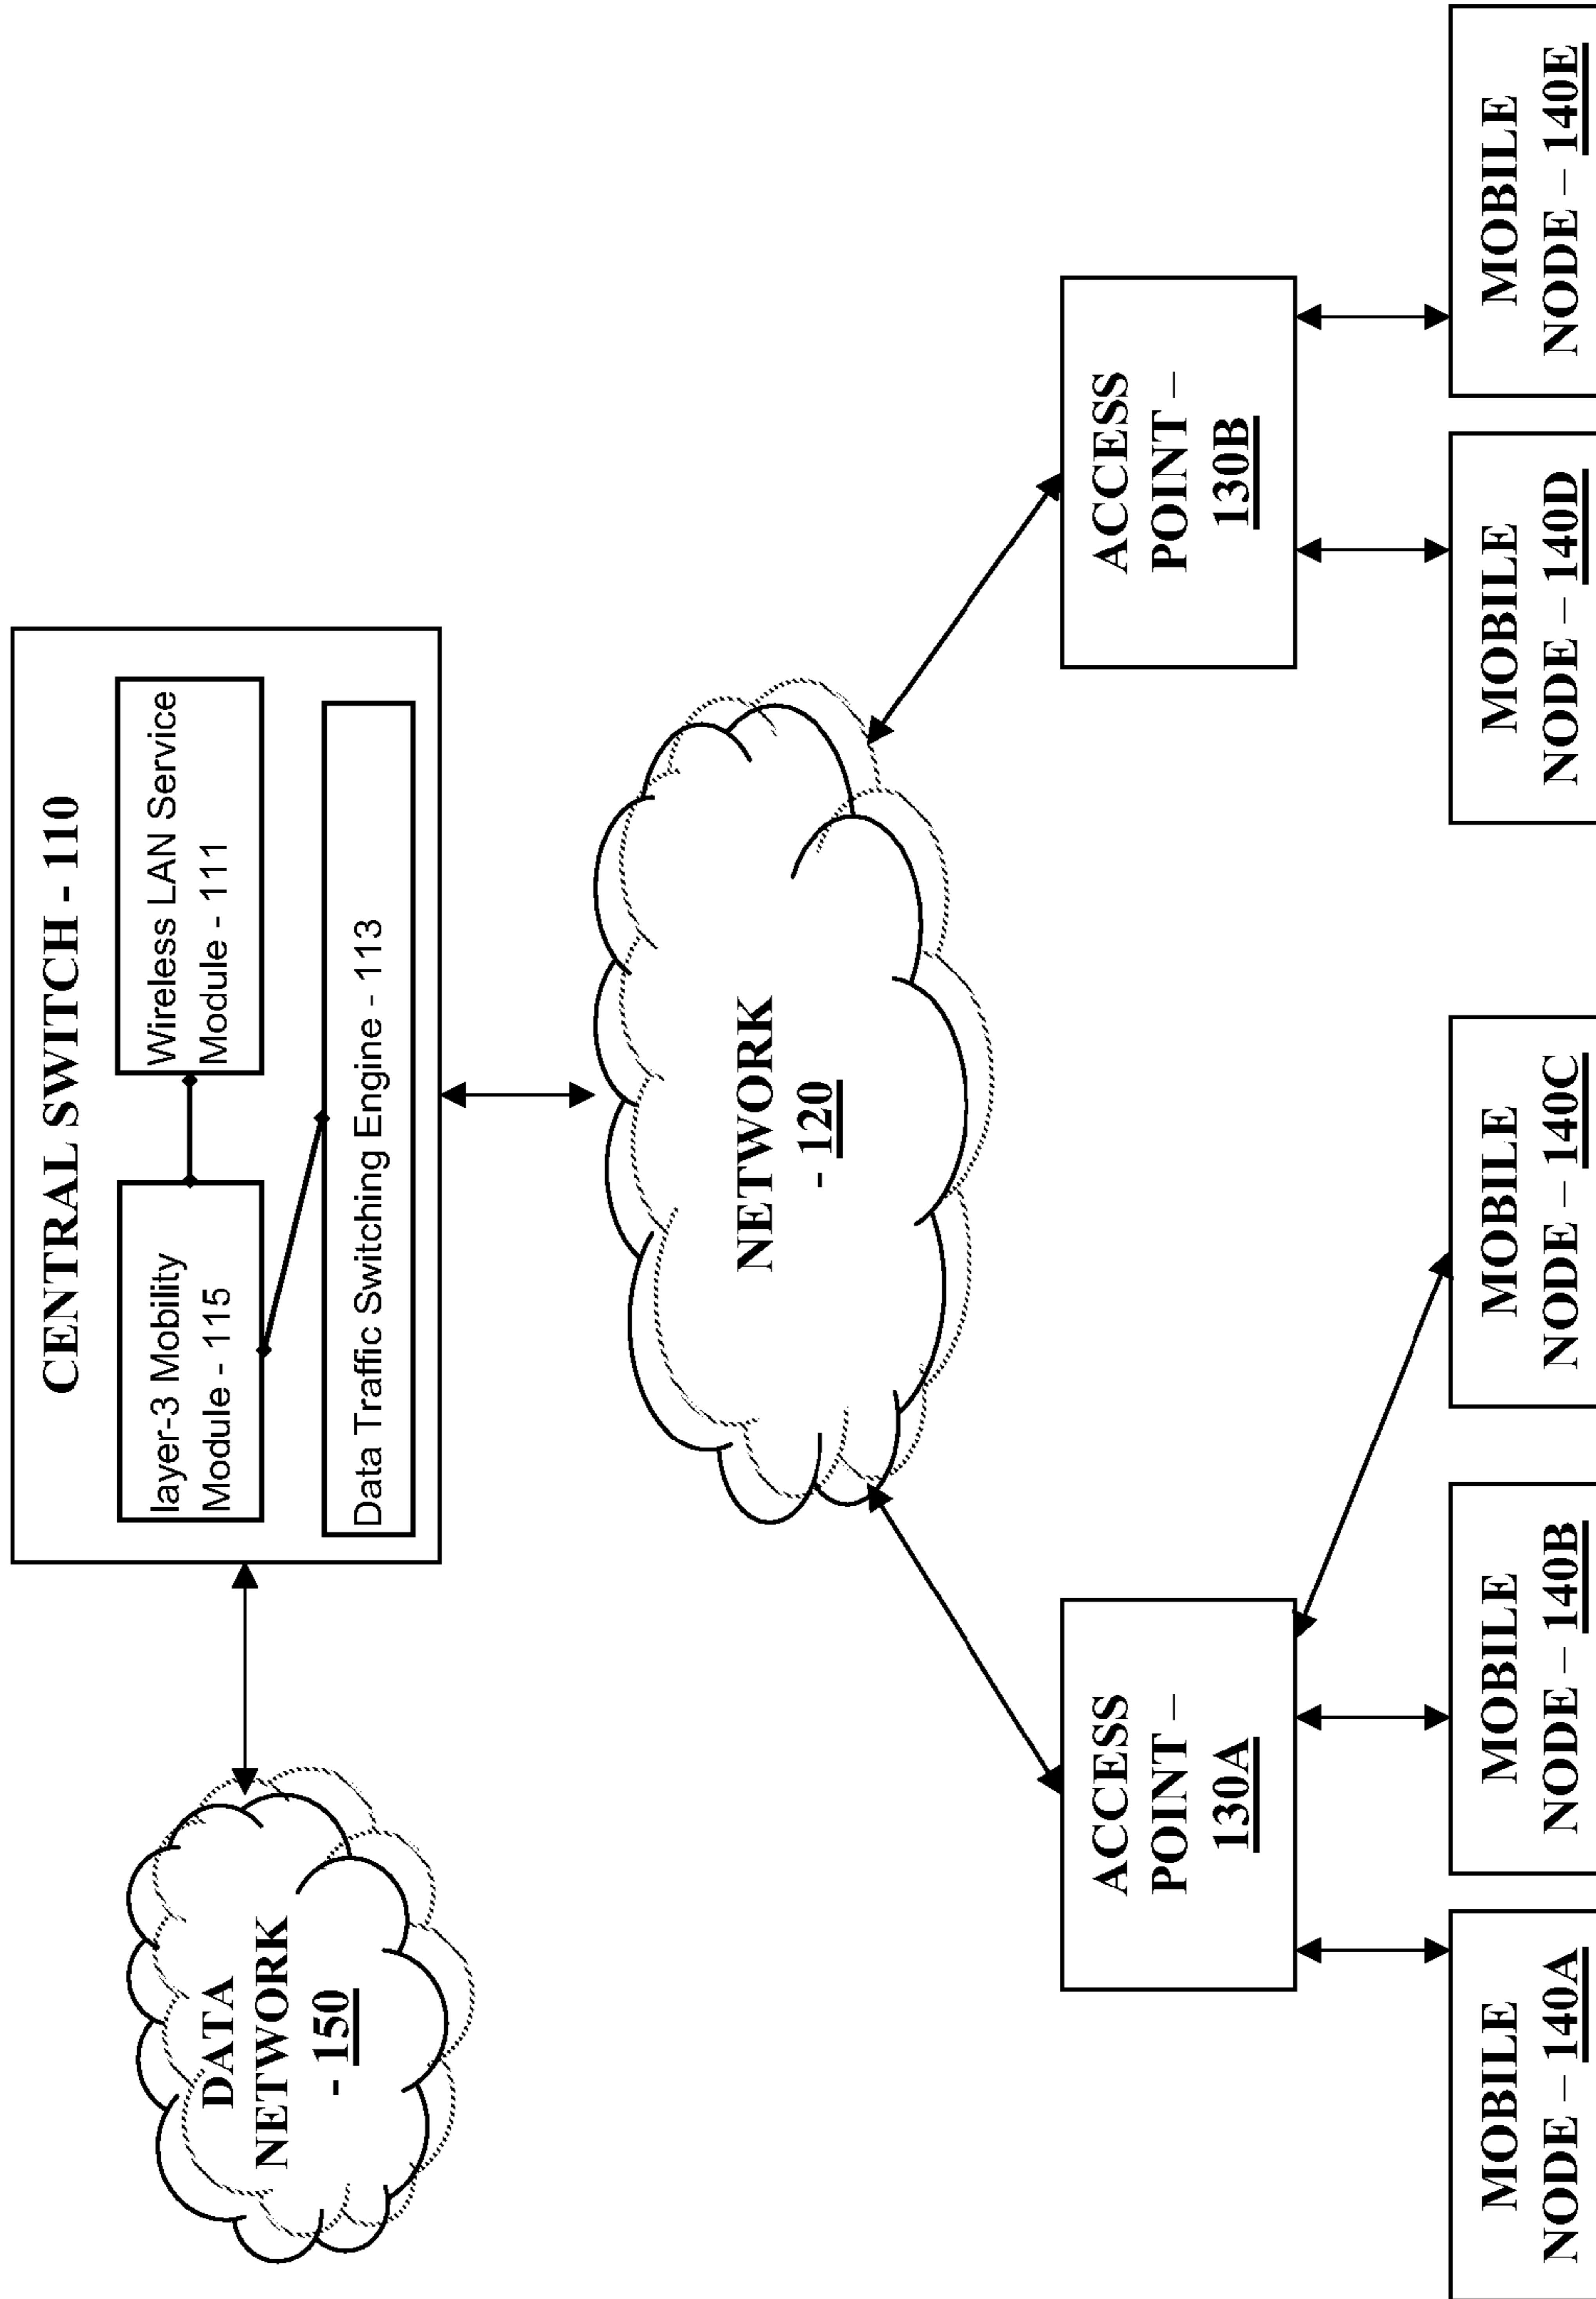 CENTRAL SWITCH - 110
layer-3 Mobility
Module - 115
Wireless LAN Service
Module - 111
Data Traffic Switching Engine - 113
DATA
NETWORK
- 150
NETWORK
- 120
ACCESS
POINT –
130A
ACCESS
POINT –
130B
MOBILE
NODE – 140A
MOBILE
NODE – 140B
MOBILE
NODE – 140C
MOBILE
NODE – 140D
MOBILE
NODE – 140E